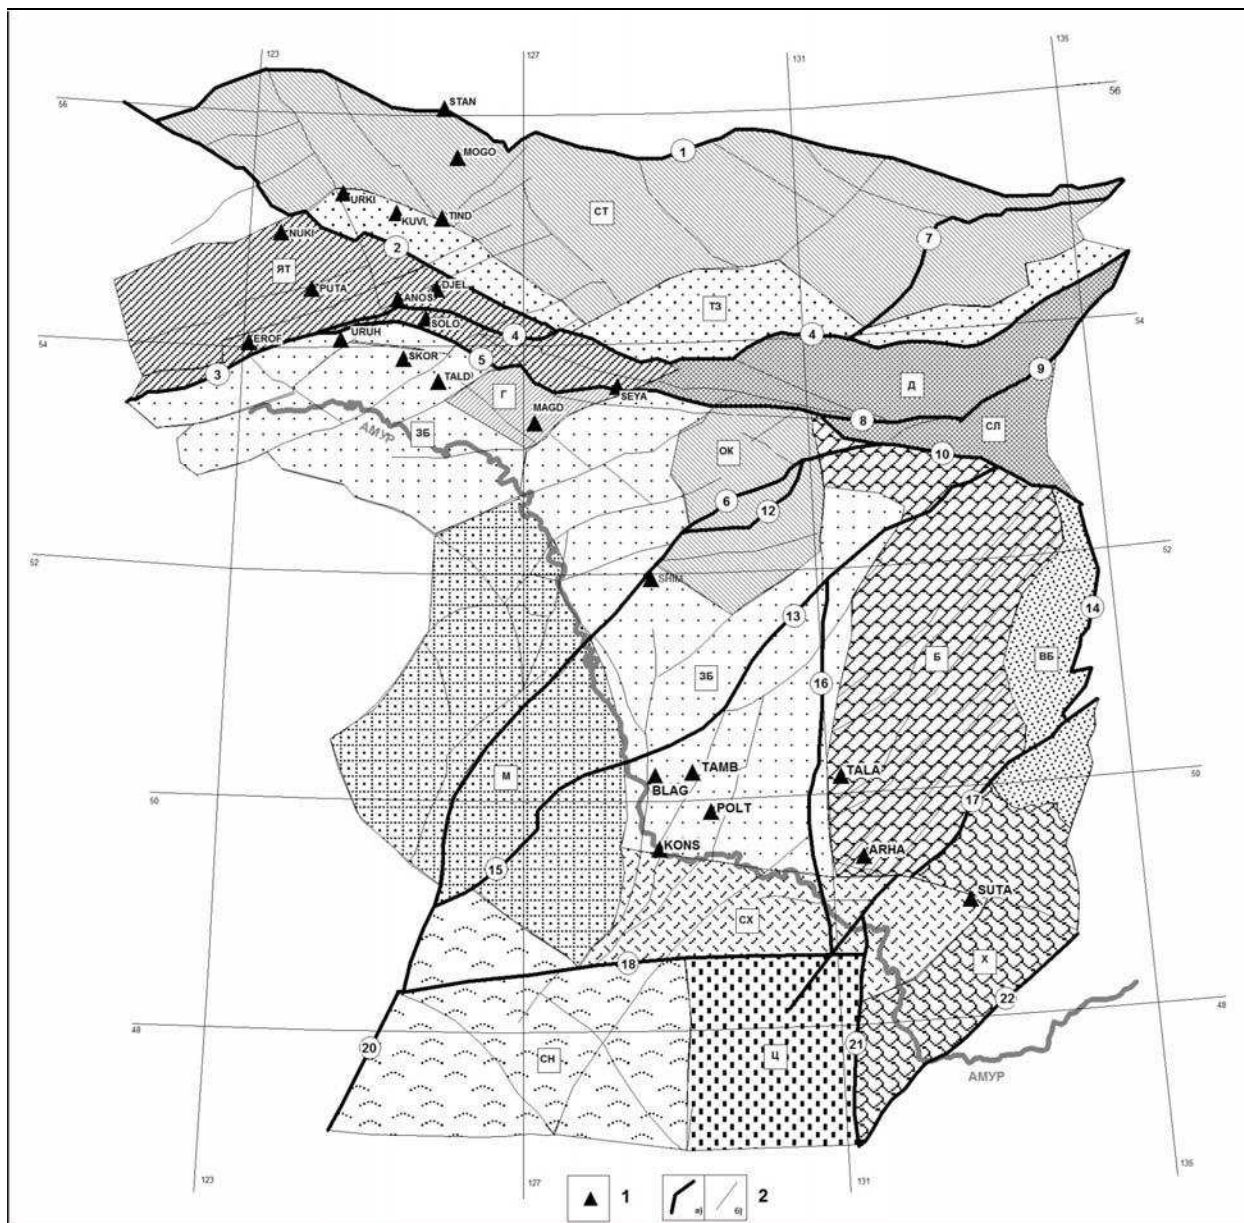 123
127
131
135
56
56
STAN
1
MOGO
URKI
KUVI
TIND
СТ
7
NUKI
2
ЯТ
PUTA
DJEL
ANOS
ТЗ
SOLO
4
4
54
54
EROF
URUH
SKOR
5
3
TALD
Г
SEYA
Д
9
MAGD
8
СЛ
АМУР
ЗБ
ОК
10
6
12
52
52
SHIM
13
14
ЗБ
Б
ВБ
16
М
TAMB
TALA
BLAG
50
50
17
POLT
KONS
ARHA
15
SUTA
СХ
18
Х
22
48
48
20
СН
Ц
21
АМУР
123
127
131
135
1
а)
б)
2